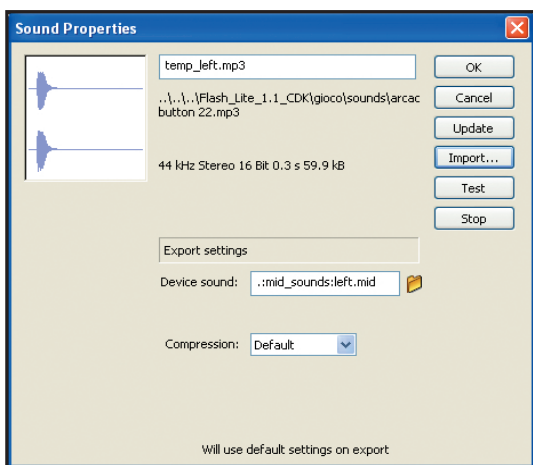 Sound Properties
temp_left.mp3
OK
..\..\..\Flash_Lite_1.1_CDK\gioco\sounds\arcac
button 22.mp3
Cancel
Update
44 kHz Stereo 16 Bit 0.3 s 59.9 kB
Import...
Test
Stop
Export settings
Device sound: .:mid_sounds:left.mid
Compression: Default
Will use default settings on export